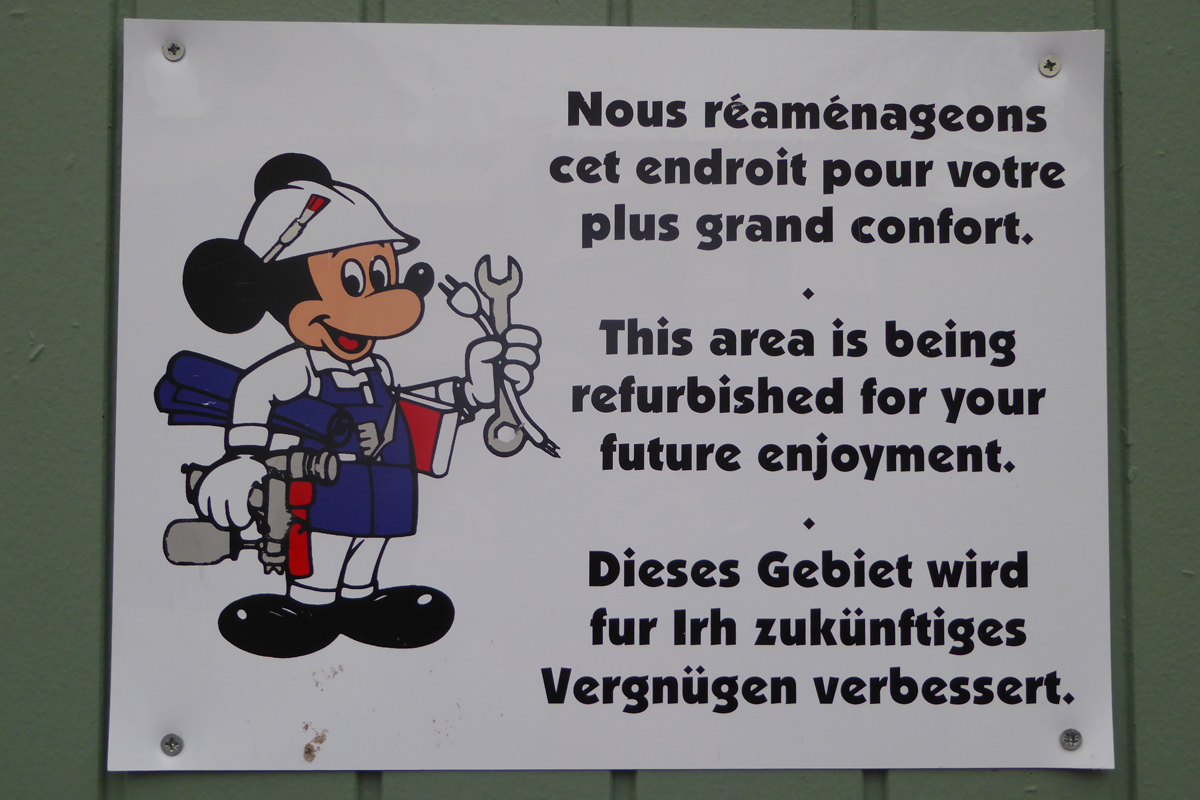 Nous réaménageons
cet endroit pour votre
plus grand confort.
This area is being
refurbished for your
future enjoyment.
Dieses Gebiet wird
fur Irh zukünftiges
Vergnügen verbessert.